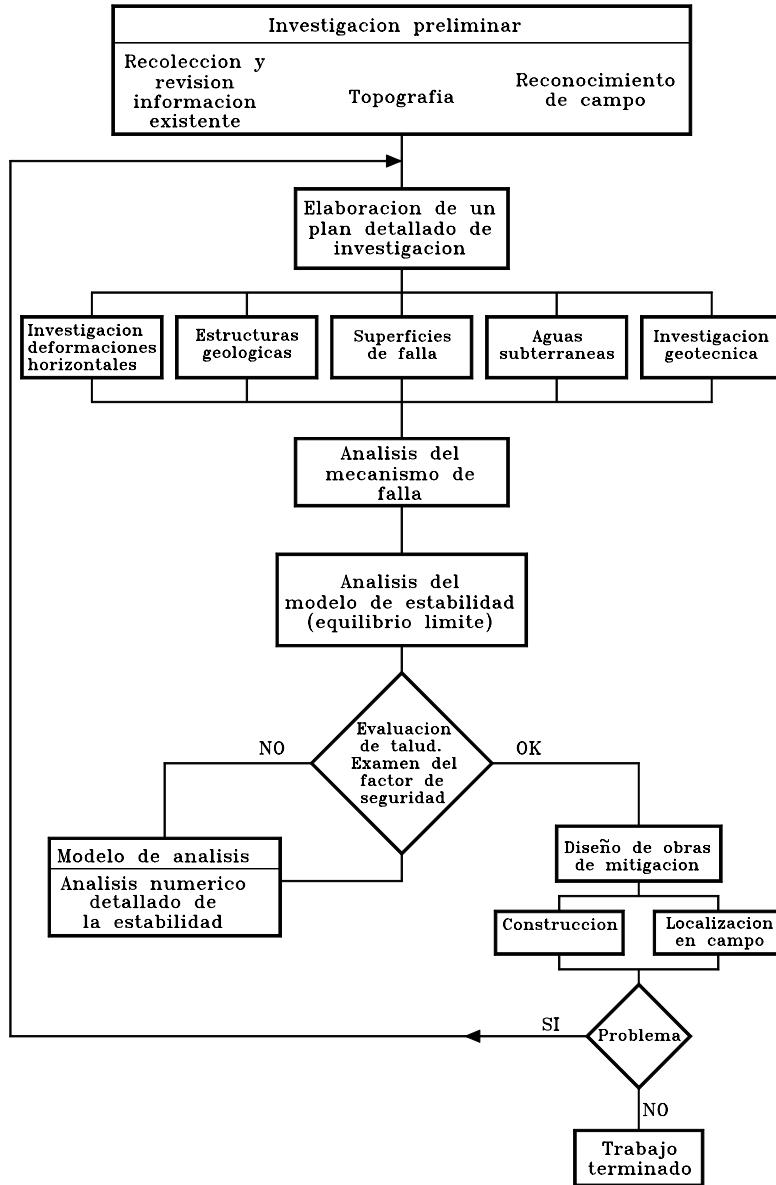 Investigacion preliminar
Recoleccion y
revision
informacion
existente
Topografia
Reconocimiento
de campo
Elaboracion de un
plan detallado de
investigacion
Investigacion
deformaciones
horizontales
Estructuras
geologicas
Superficies
de falla
Aguas
subterraneas
Investigacion
geotecnica
Analisis del
mecanismo de
falla
Analisis del
modelo de estabilidad
(equilibrio limite)
Evaluacion
de talud.
Examen del
factor de
seguridad
NO
OK
Modelo de analisis
Analisis numerico
detallado de
la estabilidad
Diseño de obras
de mitigacion
Construccion
Localizacion
en campo
Problema
SI
NO
Trabajo
terminado